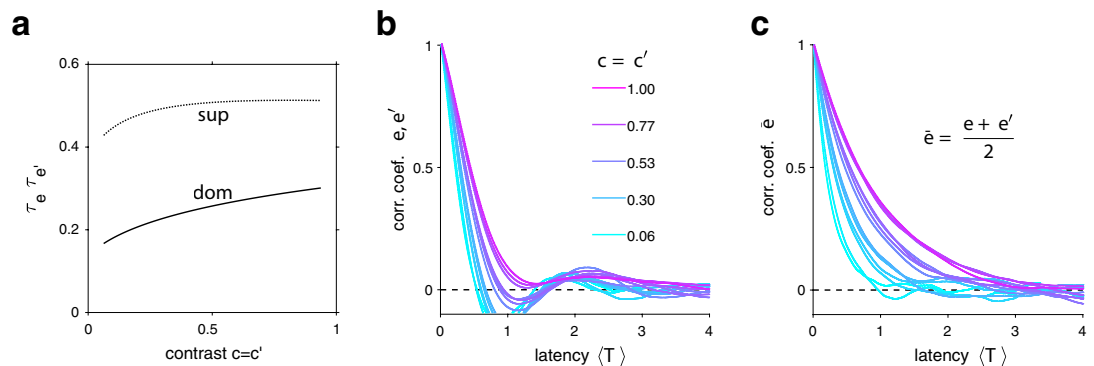 a
0.6
0.4
0.2
0
τe τe'
sup
dom
0
0.5
1
contrast c=c'
b
1
0.5
0
corr. coef. e, e′
c = c′
1.00
0.77
0.53
0.30
0.06
0
1
2
3
4
latency ⟨T⟩
c
1
0.5
0
corr. coef. ē
ē = e + e′
2
0
1
2
3
4
latency ⟨T⟩